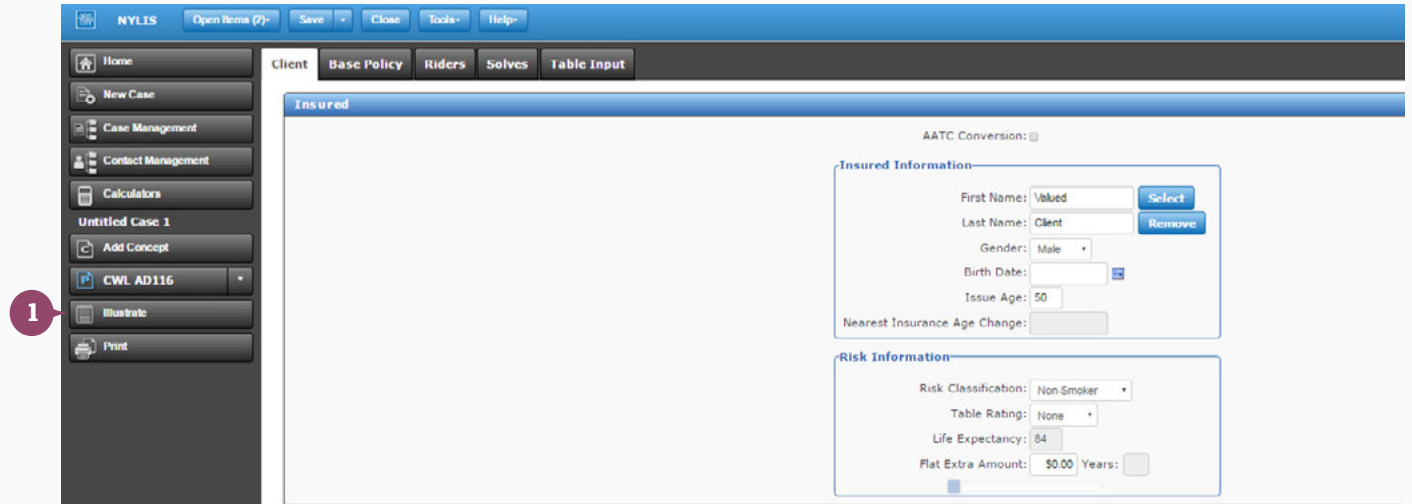 NYLIS Open Items (2) Save Close Tools Help
Home
New Case
Case Management
Contact Management
Calculators
Untitled Case 1
Add Concept
CWL AD116
1 Illustrate
Print
Client Base Policy Riders Solves Table Input
Insured
AATC Conversion:
Insured Information
First Name: Valued Select
Last Name: Client Remove
Gender: Male
Birth Date:
Issue Age: 50
Nearest Insurance Age Change:
Risk Information
Risk Classification: Non-Smoker
Table Rating: None
Life Expectancy: 84
Flat Extra Amount: $0.00 Years: